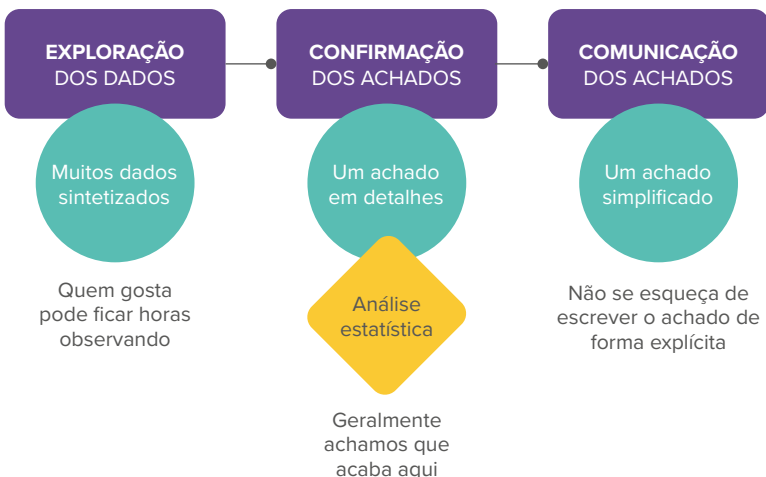 EXPLORAÇÃO
DOS DADOS
Muitos dados
sintetizados
Quem gosta
pode ficar horas
observando
CONFIRMAÇÃO
DOS ACHADOS
Um achado
em detalhes
Análise
estatística
Geralmente
achamos que
acaba aqui
COMUNICAÇÃO
DOS ACHADOS
Um achado
simplificado
Não se esqueça de
escrever o achado de
forma explícita